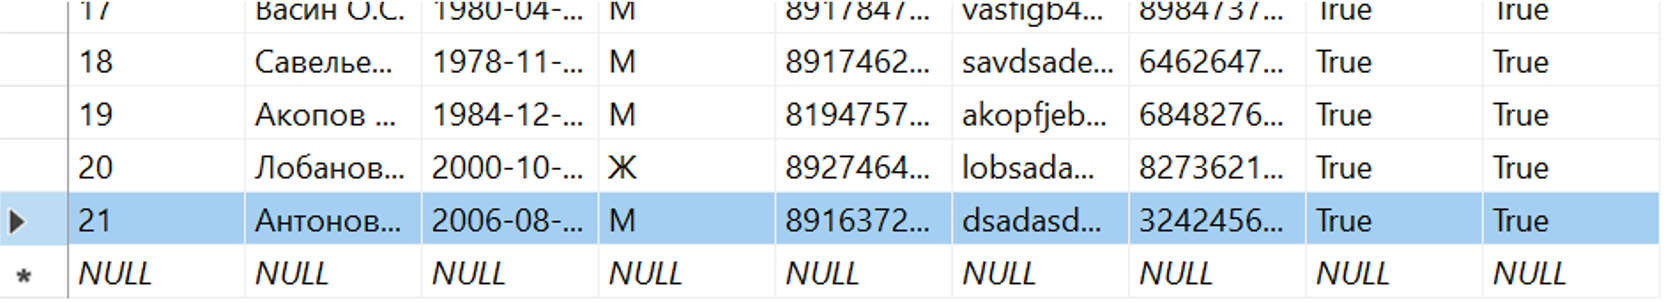 17 Васин О.С. 1980-04-... М 8917847... vasfigb4... 8984737... True True
18 Савелье... 1978-11-... М 8917462... savdsade... 6462647... True True
19 Акопов ... 1984-12-... М 8194757... akopfjeb... 6848276... True True
20 Лобанов... 2000-10-... Ж 8927464... lobsada... 8273621... True True
21 Антонов... 2006-08-... М 8916372... dsadasd... 3242456... True True
* NULL NULL NULL NULL NULL NULL NULL NULL NULL